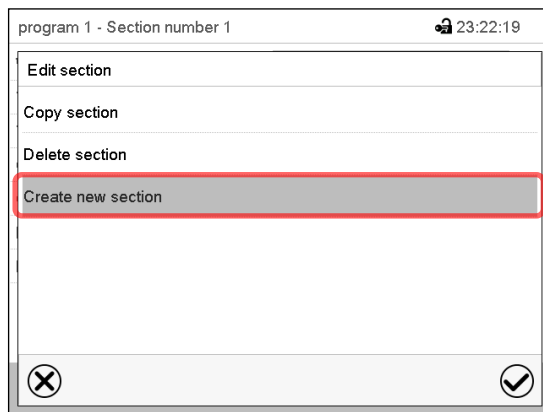 program 1 - Section number 1 23:22:19
Edit section
Copy section
Delete section
Create new section